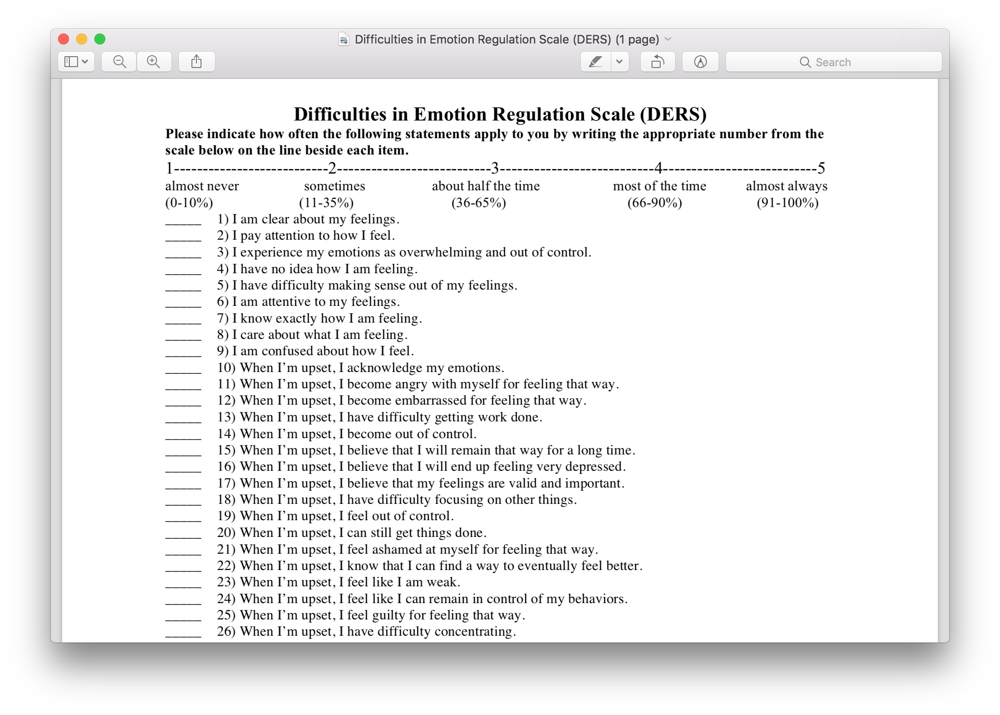 Difficulties in Emotion Regulation Scale (DERS) (1 page)
Search
Difficulties in Emotion Regulation Scale (DERS)
Please indicate how often the following statements apply to you by writing the appropriate number from the
scale below on the line beside each item.
1---------------------------2---------------------------3---------------------------4---------------------------5
almost never sometimes about half the time most of the time almost always
(0-10%) (11-35%) (36-65%) (66-90%) (91-100%)
_____ 1) I am clear about my feelings.
_____ 2) I pay attention to how I feel.
_____ 3) I experience my emotions as overwhelming and out of control.
_____ 4) I have no idea how I am feeling.
_____ 5) I have difficulty making sense out of my feelings.
_____ 6) I am attentive to my feelings.
_____ 7) I know exactly how I am feeling.
_____ 8) I care about what I am feeling.
_____ 9) I am confused about how I feel.
_____ 10) When I’m upset, I acknowledge my emotions.
_____ 11) When I’m upset, I become angry with myself for feeling that way.
_____ 12) When I’m upset, I become embarrassed for feeling that way.
_____ 13) When I’m upset, I have difficulty getting work done.
_____ 14) When I’m upset, I become out of control.
_____ 15) When I’m upset, I believe that I will remain that way for a long time.
_____ 16) When I’m upset, I believe that I will end up feeling very depressed.
_____ 17) When I’m upset, I believe that my feelings are valid and important.
_____ 18) When I’m upset, I have difficulty focusing on other things.
_____ 19) When I’m upset, I feel out of control.
_____ 20) When I’m upset, I can still get things done.
_____ 21) When I’m upset, I feel ashamed at myself for feeling that way.
_____ 22) When I’m upset, I know that I can find a way to eventually feel better.
_____ 23) When I’m upset, I feel like I am weak.
_____ 24) When I’m upset, I feel like I can remain in control of my behaviors.
_____ 25) When I’m upset, I feel guilty for feeling that way.
_____ 26) When I’m upset, I have difficulty concentrating.